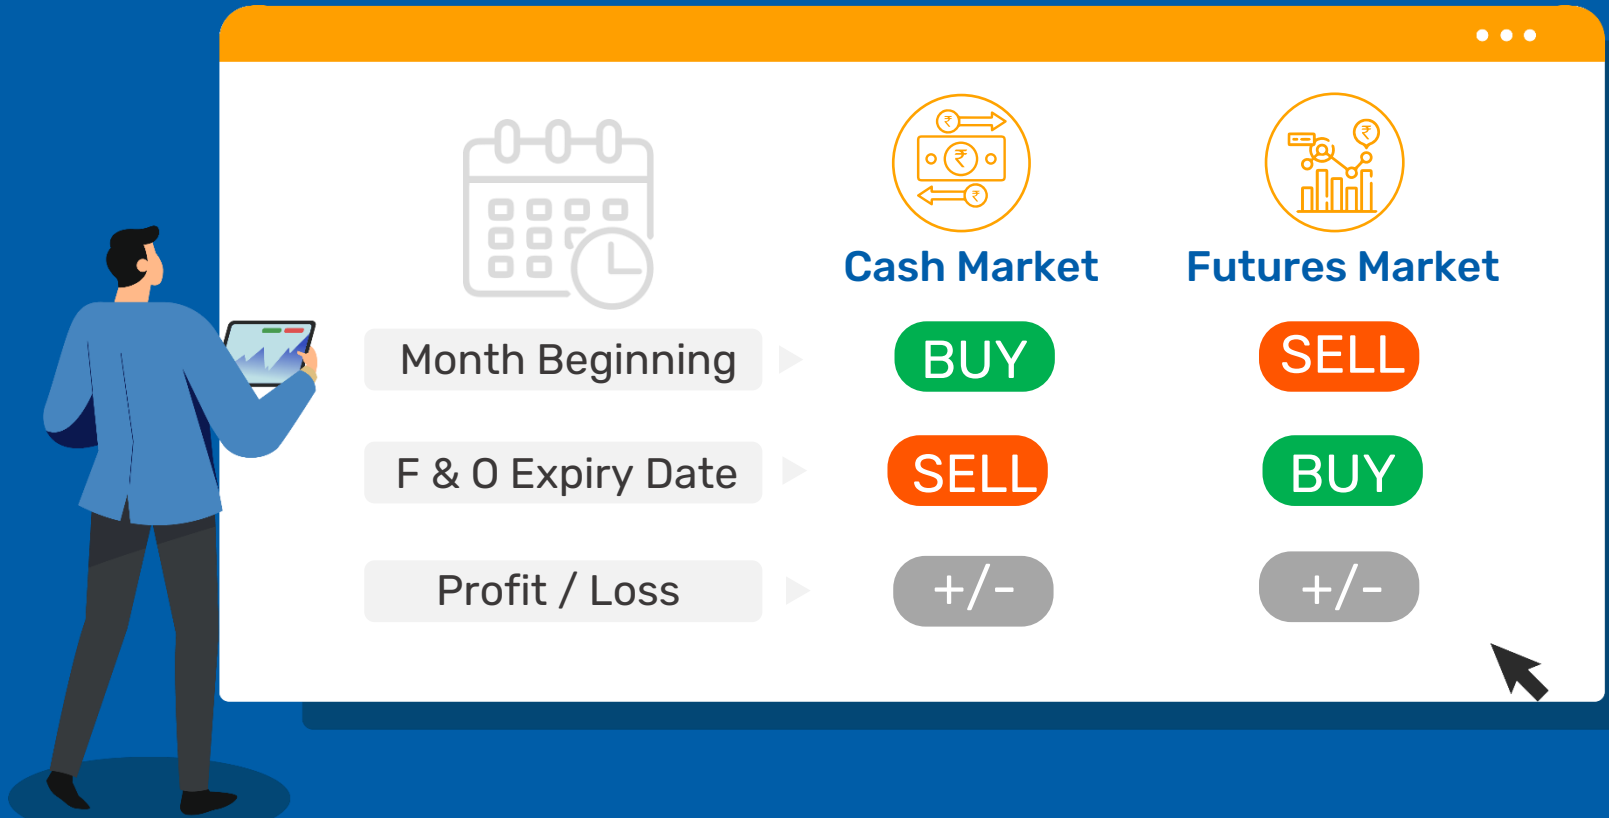 Cash Market
Futures Market
Month Beginning
BUY
SELL
F & O Expiry Date
SELL
BUY
Profit / Loss
+/-
+/-